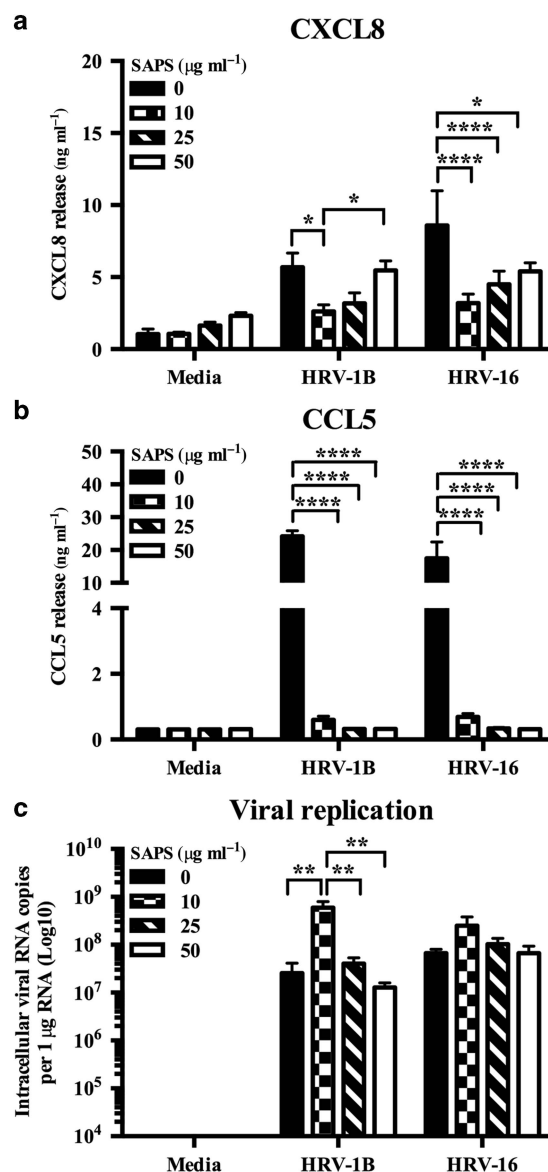 a
CXCL8
SAPS (μg ml⁻¹)
0
10
25
50
CXCL8 release (ng ml⁻¹)
20
15
10
5
0
*
*
*
****
****
Media HRV-1B HRV-16
b
CCL5
SAPS (μg ml⁻¹)
0
10
25
50
CCL5 release (ng ml⁻¹)
50
40
30
20
10
4
2
0
****
****
****
****
****
****
Media HRV-1B HRV-16
c
Viral replication
SAPS (μg ml⁻¹)
0
10
25
50
Intracellular viral RNA copies
per 1 μg RNA (Log10)
10¹⁰
10⁹
10⁸
10⁷
10⁶
10⁵
10⁴
**
** **
Media HRV-1B HRV-16